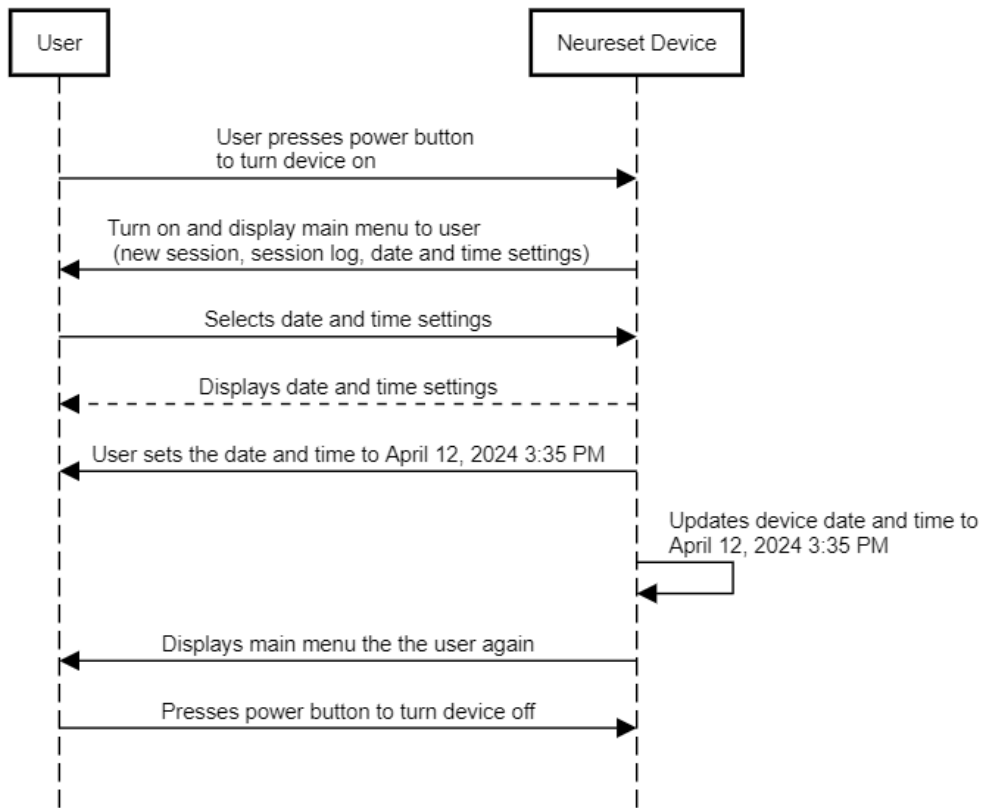 User
Neureset Device
User presses power button
to turn device on
Turn on and display main menu to user
(new session, session log, date and time settings)
Selects date and time settings
Displays date and time settings
User sets the date and time to April 12, 2024 3:35 PM
Updates device date and time to
April 12, 2024 3:35 PM
Displays main menu the the user again
Presses power button to turn device off